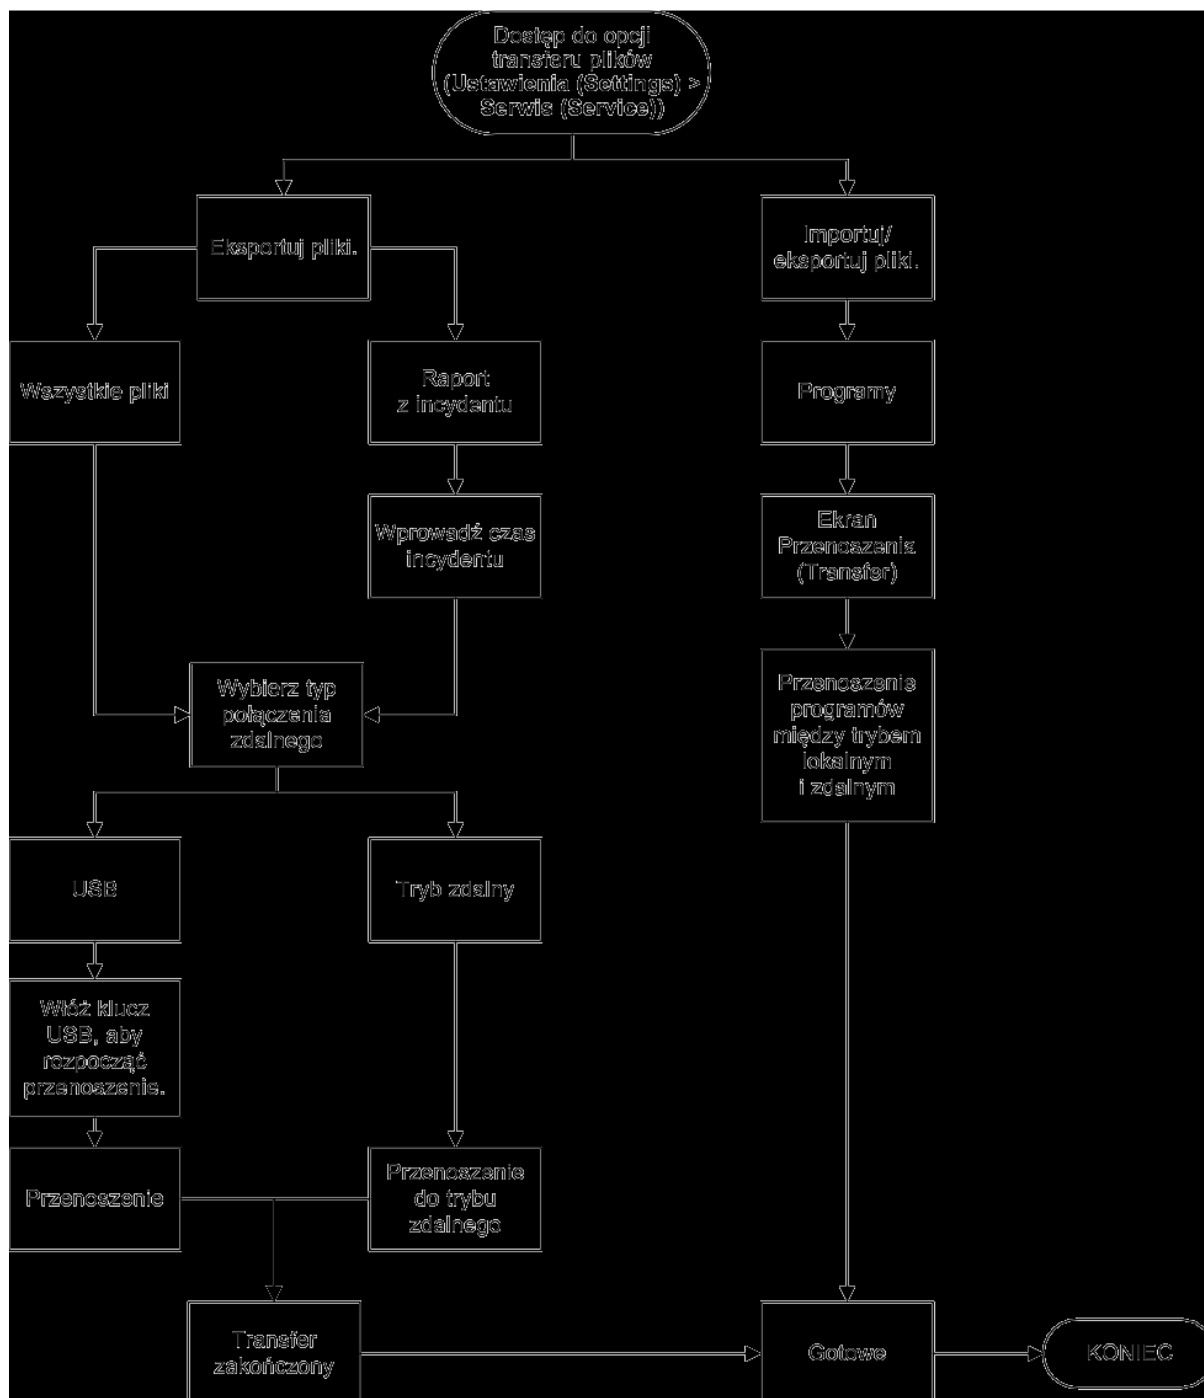 Dostęp do opcji
transferu plików
(Ustawienia (Settings) >
Serwis (Service))
Eksportuj pliki.
Importuj/
eksportuj pliki.
Wszystkie pliki
Raport
z incydentu
Programy
Wprowadź czas
incydentu
Ekran
Przenoszenia
(Transfer)
Wybierz typ
połączenia
zdalnego
Przenoszenie
programów
między trybem
lokalnym
i zdalnym
USB
Tryb zdalny
Włóż klucz
USB, aby
rozpocząć
przenoszenie.
Przenoszenie
Przenoszenie
do trybu
zdalnego
Transfer
zakończony
Gotowe
KONIEC